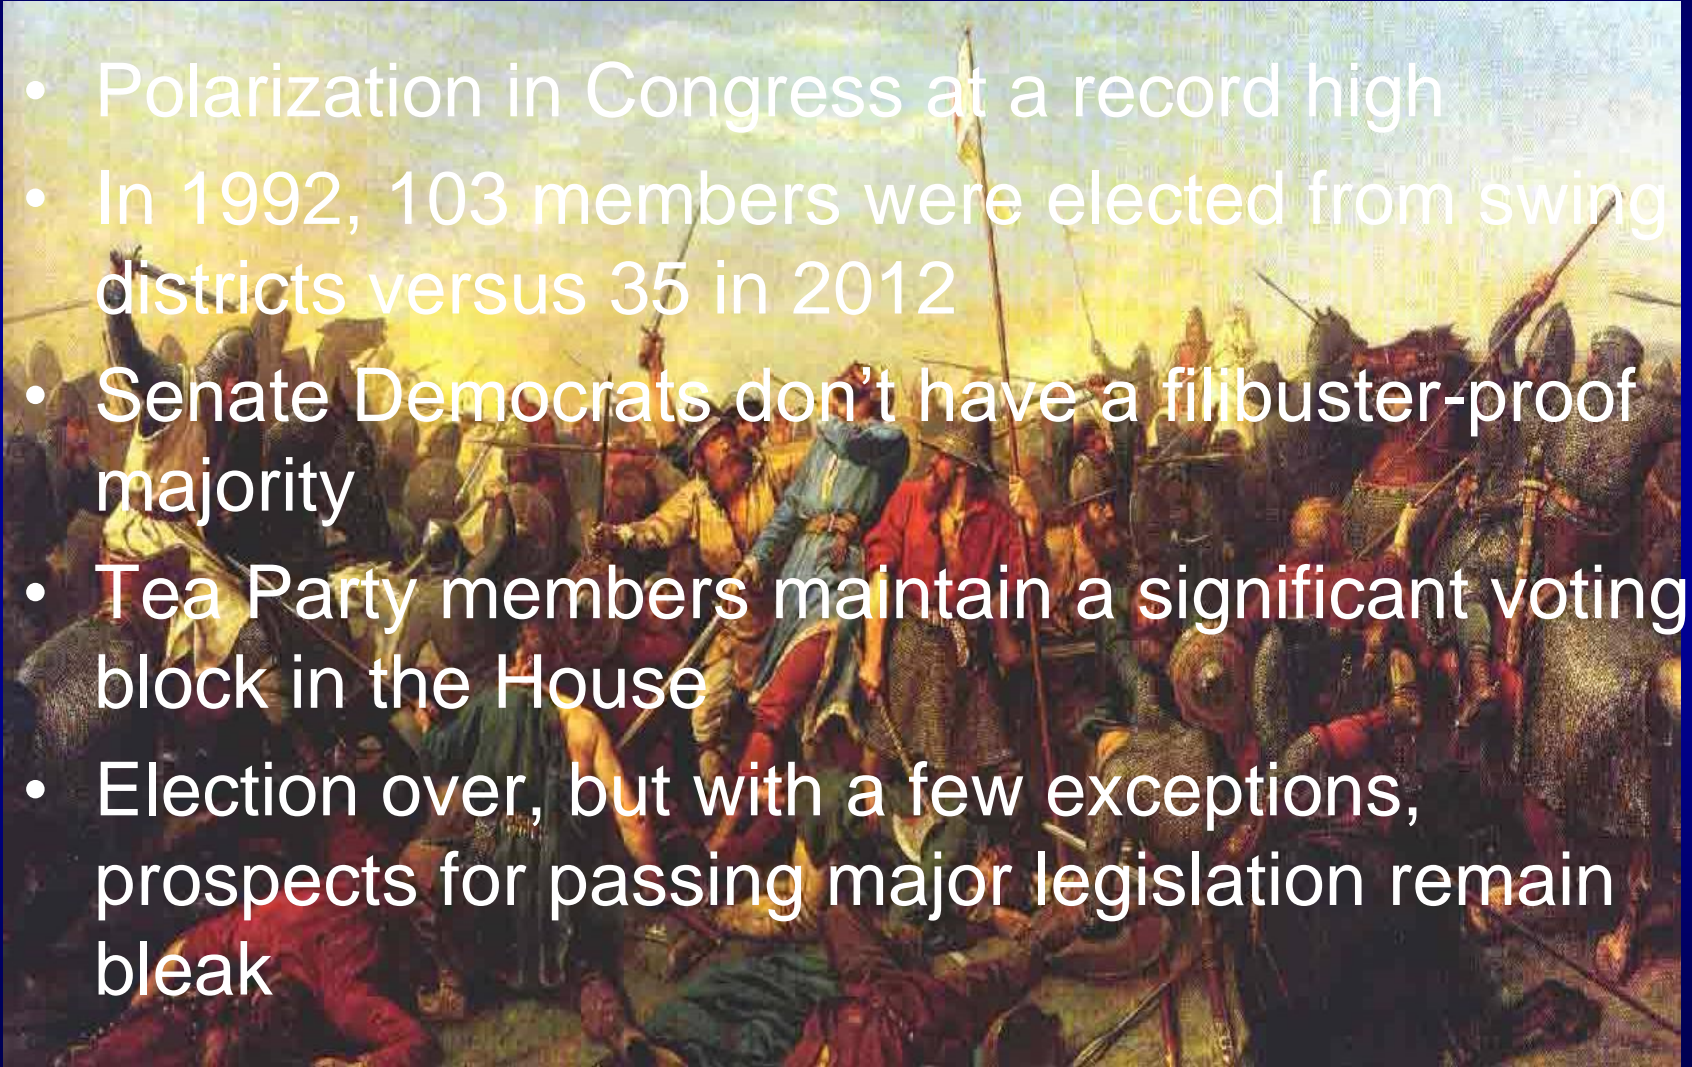 • Polarization in Congress at a record high
• In 1992, 103 members were elected from swing
districts versus 35 in 2012
• Senate Democrats don’t have a filibuster-proof
majority
• Tea Party members maintain a significant voting
block in the House
• Election over, but with a few exceptions,
prospects for passing major legislation remain
bleak